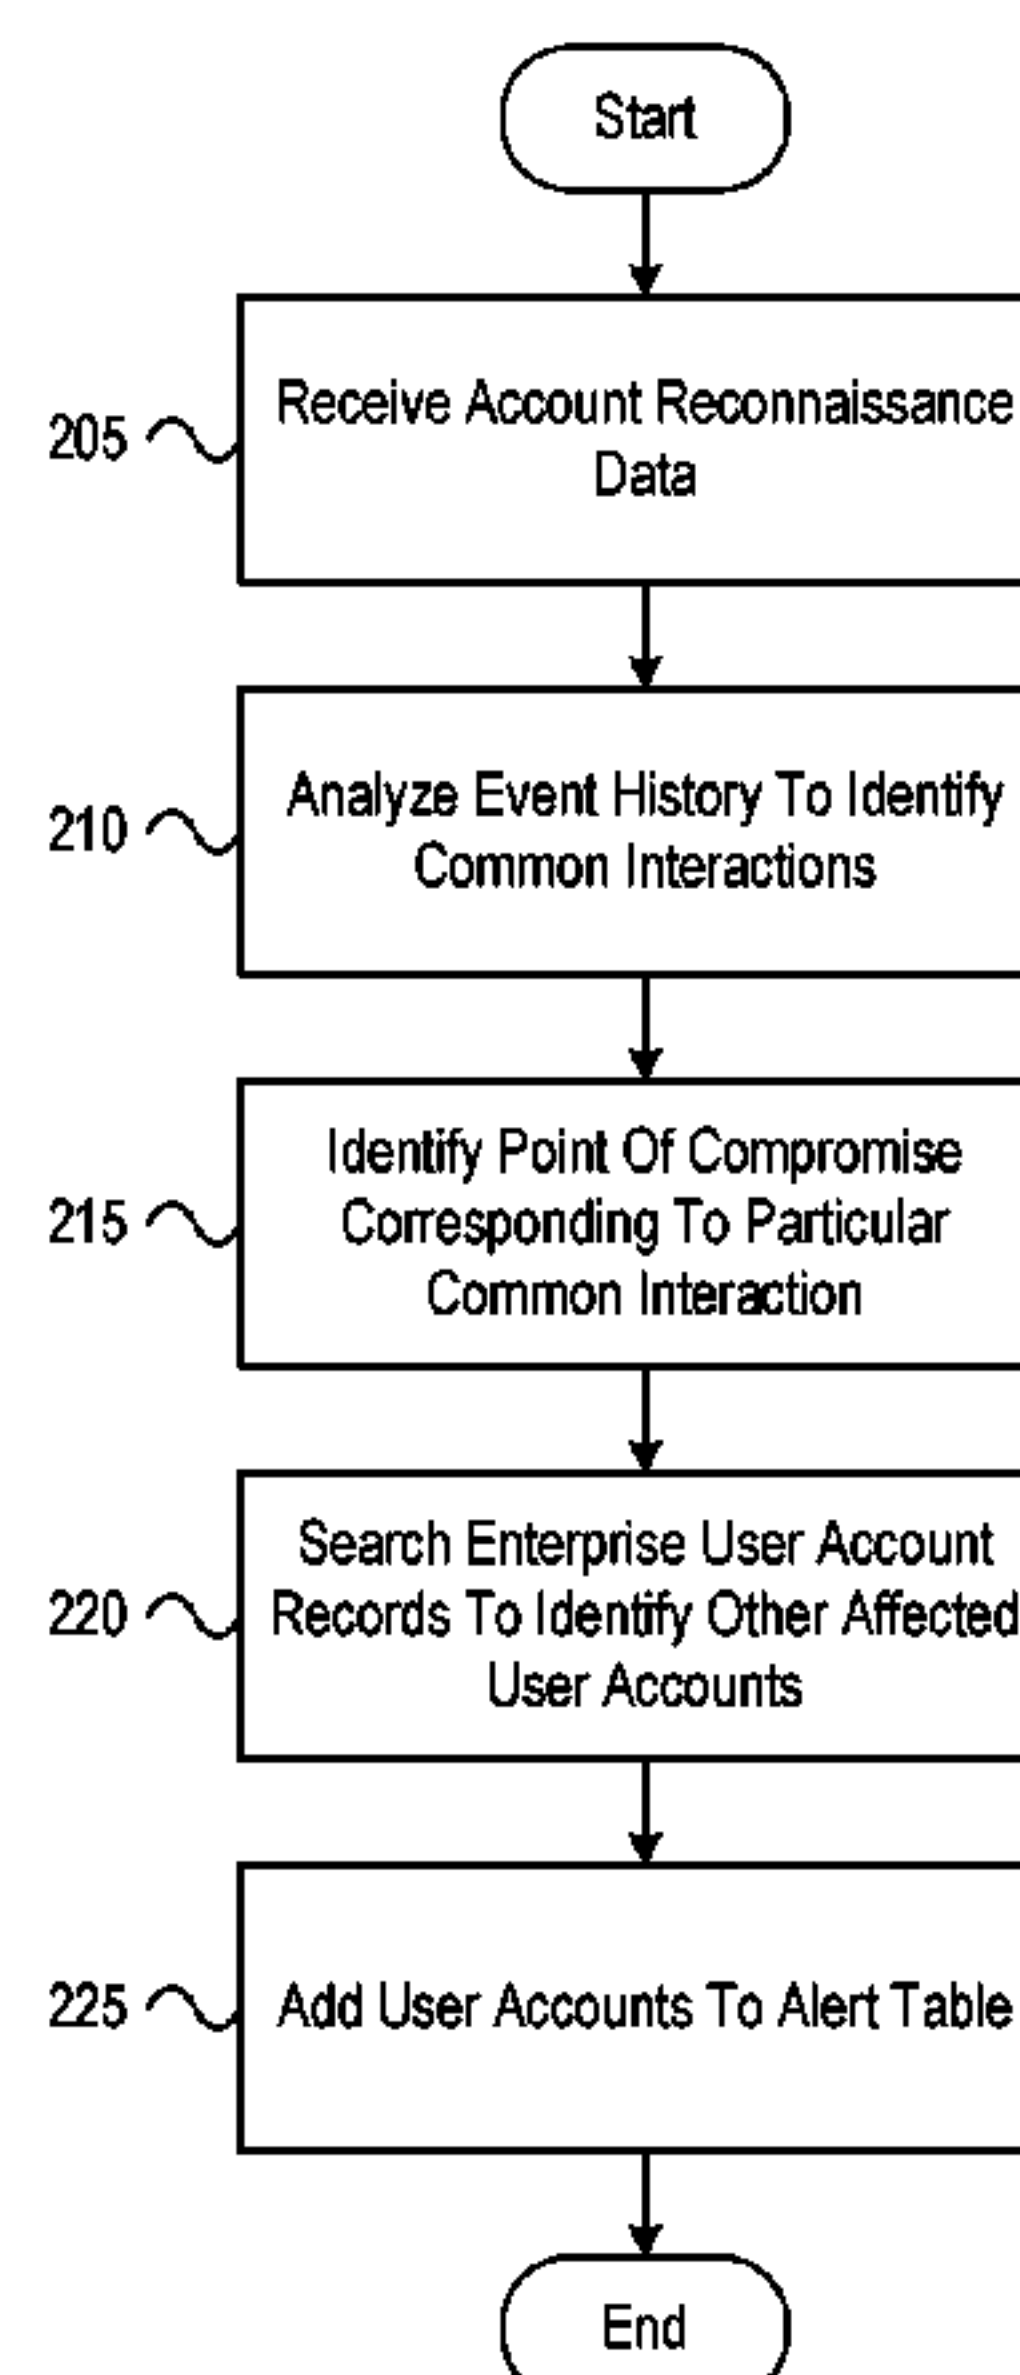 Start
205
Receive Account Reconnaissance
Data
210
Analyze Event History To Identify
Common Interactions
215
Identify Point Of Compromise
Corresponding To Particular
Common Interaction
220
Search Enterprise User Account
Records To Identify Other Affected
User Accounts
225
Add User Accounts To Alert Table
End